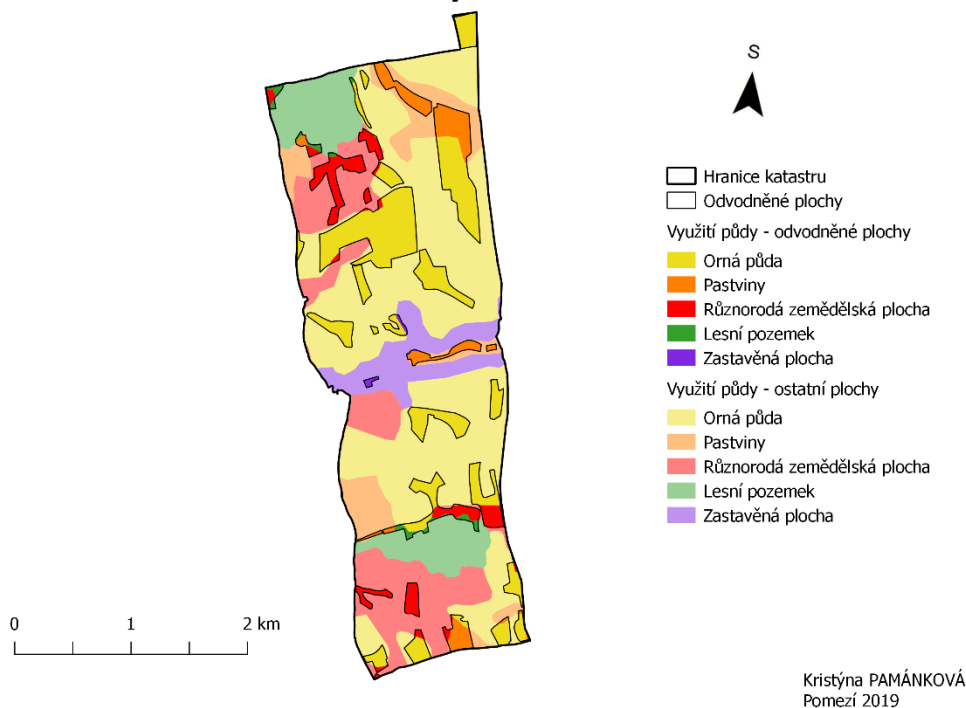 S
Hranice katastru
Odvodněné plochy
Využití půdy - odvodněné plochy
Orná půda
Pastviny
Různorodá zemědělská plocha
Lesní pozemek
Zastavěná plocha
Využití půdy - ostatní plochy
Orná půda
Pastviny
Různorodá zemědělská plocha
Lesní pozemek
Zastavěná plocha
0 1 2 km
Kristýna PAMÁNKOVÁ
Pomezí 2019